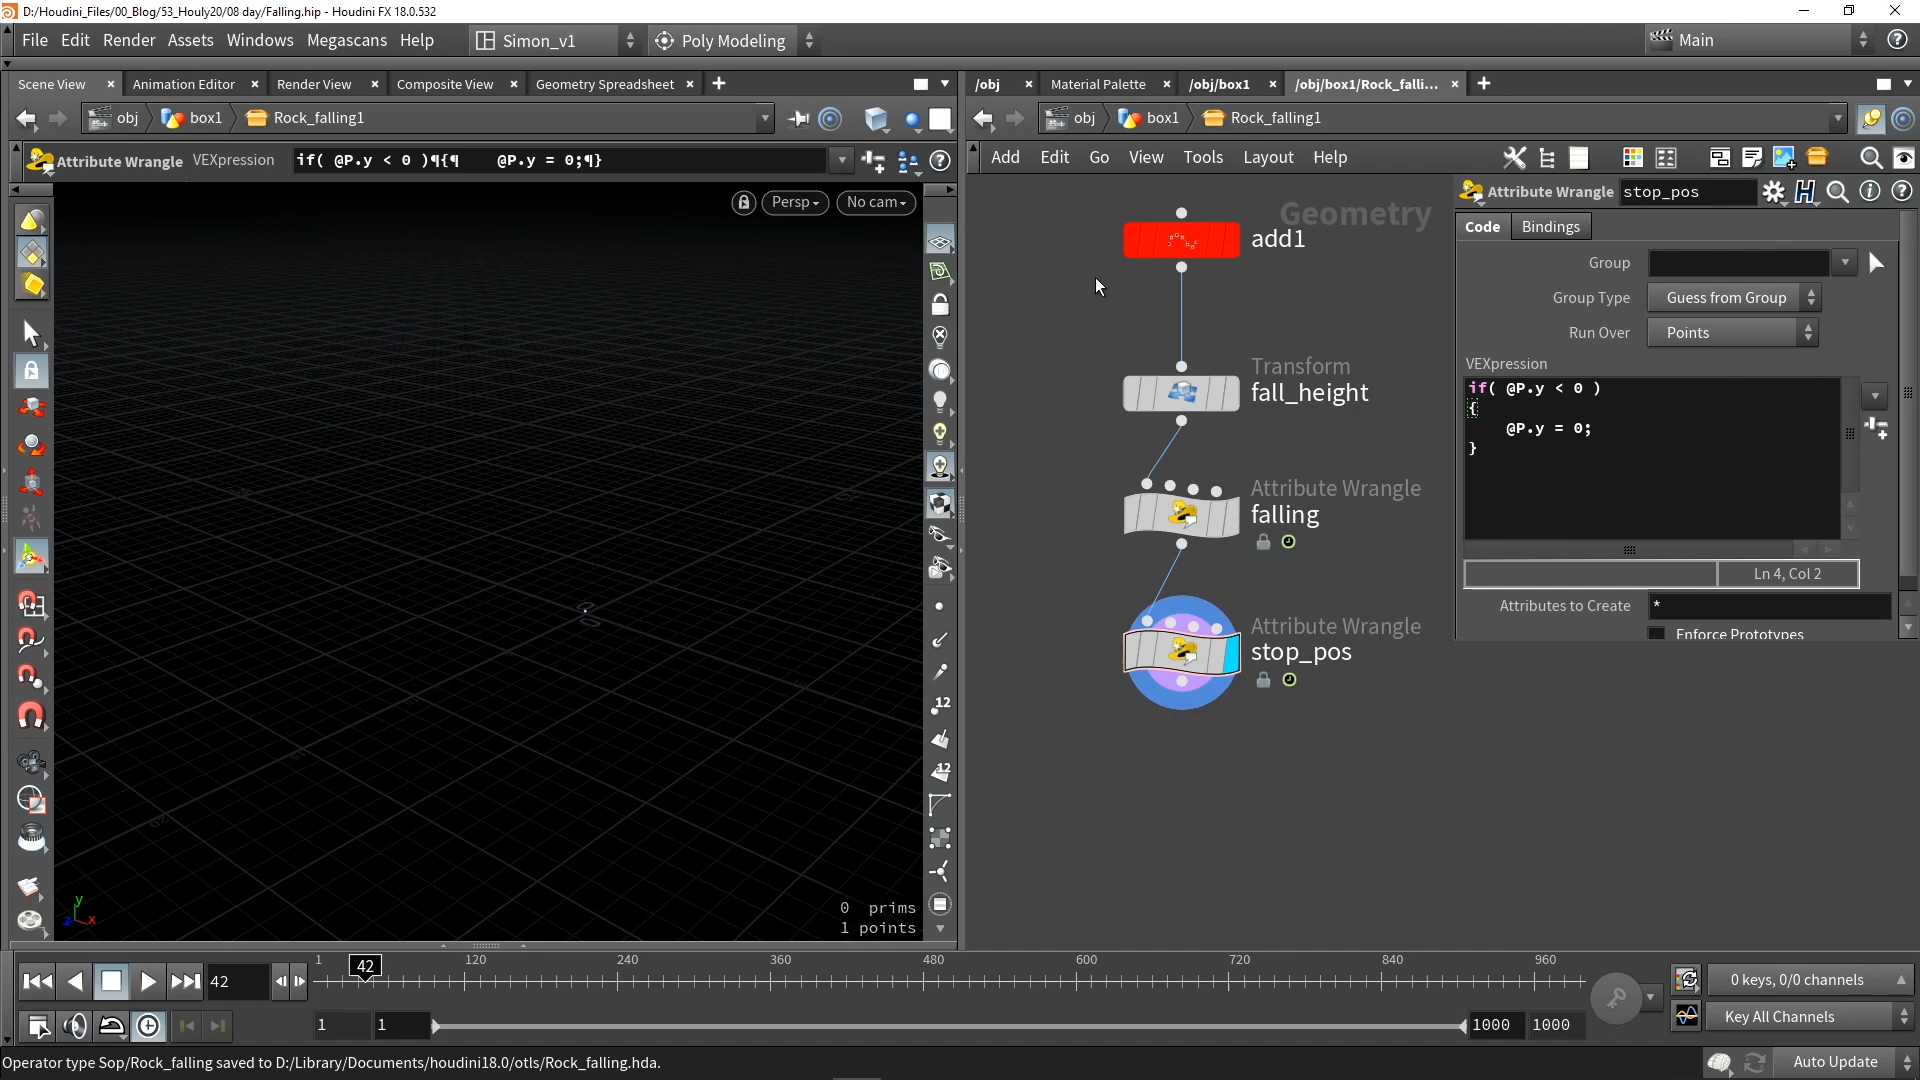 D:/Houdini_Files/00_Blog/53_Houly20/08 day/Falling.hip - Houdini FX 18.0.532
File Edit Render Assets Windows Megascans Help
Simon_v1
Poly Modeling
Main
Scene View
Animation Editor
Render View
Composite View
Geometry Spreadsheet
/obj
Material Palette
/obj/box1
/obj/box1/Rock_falli...
obj
box1
Rock_falling1
obj
box1
Rock_falling1
Attribute Wrangle VEXpression if( @P.y < 0 )¶{¶ @P.y = 0;¶}
Add Edit Go View Tools Layout Help
Persp
No cam
Geometry
add1
Transform
fall_height
Attribute Wrangle
falling
Attribute Wrangle
stop_pos
Attribute Wrangle stop_pos
Code
Bindings
Group
Group Type Guess from Group
Run Over Points
VEXpression
if( @P.y < 0 )
{
@P.y = 0;
}
Ln 4, Col 2
Attributes to Create *
Enforce Prototypes
12
12
y
z x
0 prims
1 points
42
1 42 120 240 360 480 600 720 840 960
1 1 1000 1000
0 keys, 0/0 channels
Key All Channels
Operator type Sop/Rock_falling saved to D:/Library/Documents/houdini18.0/otls/Rock_falling.hda.
Auto Update